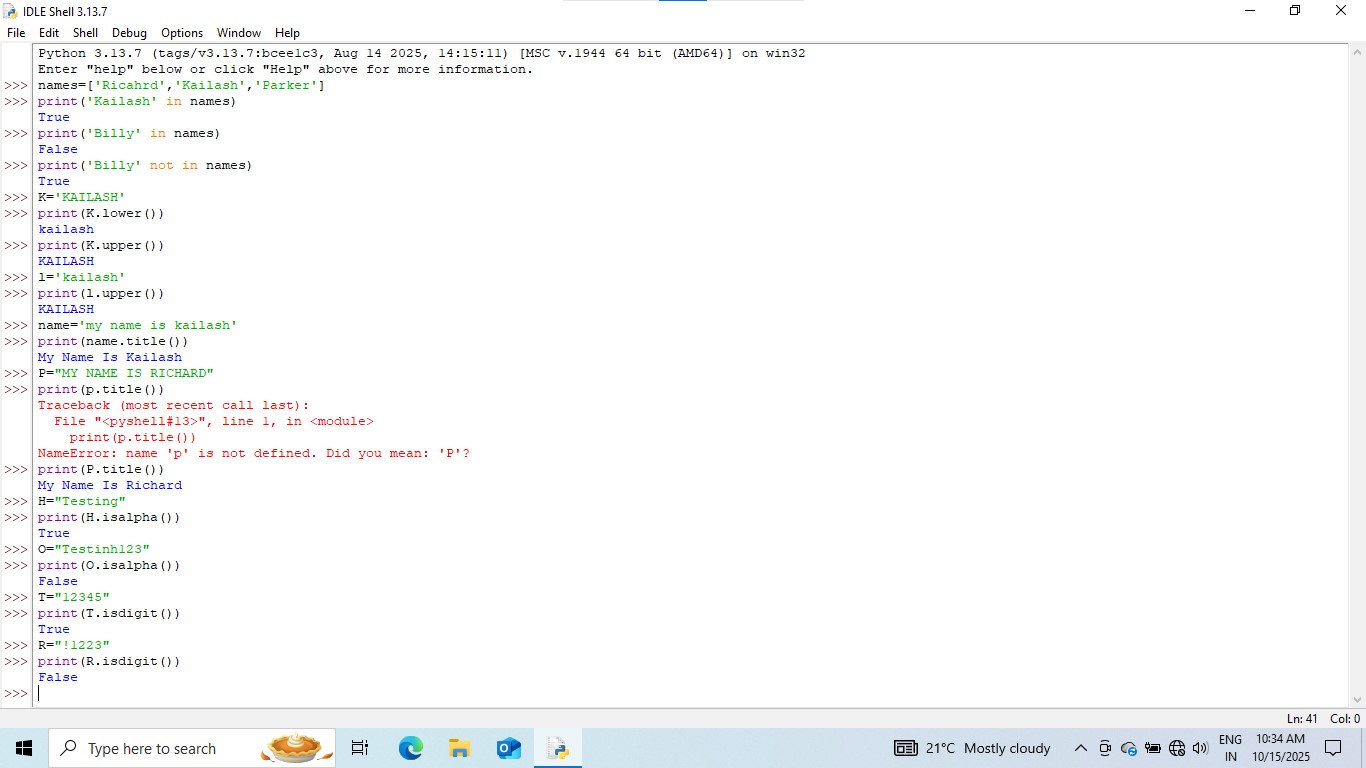 IDLE Shell 3.13.7
File Edit Shell Debug Options Window Help
Python 3.13.7 (tags/v3.13.7:bcee1c3, Aug 14 2025, 14:15:11) [MSC v.1944 64 bit (AMD64)] on win32
Enter "help" below or click "Help" above for more information.
>>> names=['Ricahrd','Kailash','Parker']
>>> print('Kailash' in names)
True
>>> print('Billy' in names)
False
>>> print('Billy' not in names)
True
>>> K='KAILASH'
>>> print(K.lower())
kailash
>>> print(K.upper())
KAILASH
>>> l='kailash'
>>> print(l.upper())
KAILASH
>>> name='my name is kailash'
>>> print(name.title())
My Name Is Kailash
>>> P="MY NAME IS RICHARD"
>>> print(p.title())
Traceback (most recent call last):
  File "<pyshell#13>", line 1, in <module>
    print(p.title())
NameError: name 'p' is not defined. Did you mean: 'P'?
>>> print(P.title())
My Name Is Richard
>>> H="Testing"
>>> print(H.isalpha())
True
>>> O="Testinh123"
>>> print(O.isalpha())
False
>>> T="12345"
>>> print(T.isdigit())
True
>>> R="!1223"
>>> print(R.isdigit())
False
>>>
Ln: 41 Col: 0
Type here to search
21°C Mostly cloudy
ENG
IN
10:34 AM
10/15/2025